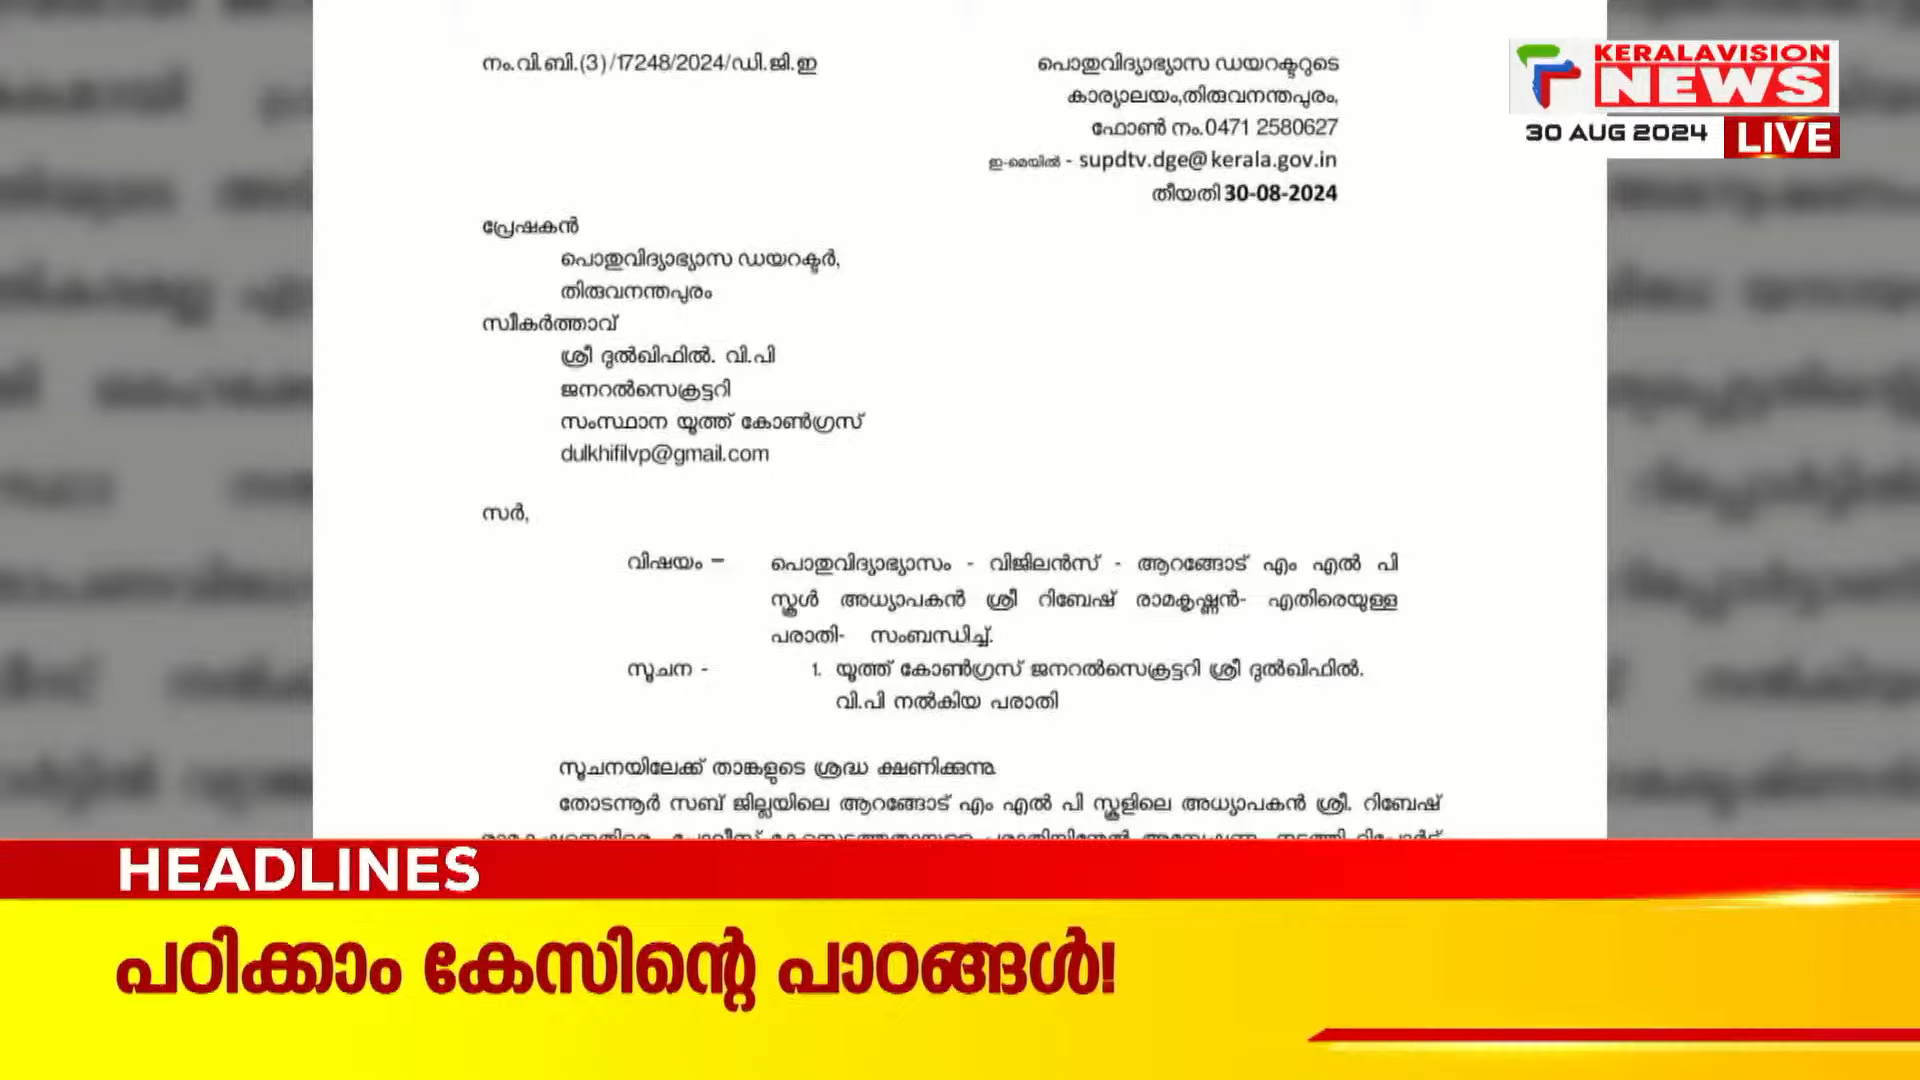 നം.വി.ബി.(3)/17248/2024/ഡി.ജി.ഇ
പൊതുവിദ്യാഭ്യാസ ഡയറക്ടറുടെ
കാര്യാലയം,തിരുവനന്തപുരം,
ഫോൺ നം.0471 2580627
ഇ-മെയിൽ - supdtv.dge@kerala.gov.in
തീയതി 30-08-2024
KERALAVISION
NEWS
30 AUG 2024 LIVE
പ്രേഷകൻ
പൊതുവിദ്യാഭ്യാസ ഡയറക്ടർ,
തിരുവനന്തപുരം
സ്വീകർത്താവ്
ശ്രീ ദുൽഖിഫിൽ. വി.പി
ജനറൽസെക്രട്ടറി
സംസ്ഥാന യൂത്ത് കോൺഗ്രസ്
dulkhifilvp@gmail.com
സർ,
വിഷയം – പൊതുവിദ്യാഭ്യാസം - വിജിലൻസ് - ആറങ്ങോട് എം എൽ പി
സ്കൂൾ അധ്യാപകൻ ശ്രീ റിബേഷ് രാമകൃഷ്ണൻ- എതിരെയുള്ള
പരാതി- സംബന്ധിച്ച്.
സൂചന - 1. യൂത്ത് കോൺഗ്രസ് ജനറൽസെക്രട്ടറി ശ്രീ ദുൽഖിഫിൽ.
വി.പി നൽകിയ പരാതി
സൂചനയിലേക്ക് താങ്കളുടെ ശ്രദ്ധ ക്ഷണിക്കുന്നു.
തോടന്നൂർ സബ് ജില്ലയിലെ ആറങ്ങോട് എം എൽ പി സ്കൂളിലെ അധ്യാപകൻ ശ്രീ. റിബേഷ്
HEADLINES
പഠിക്കാം കേസിന്റെ പാഠങ്ങൾ!